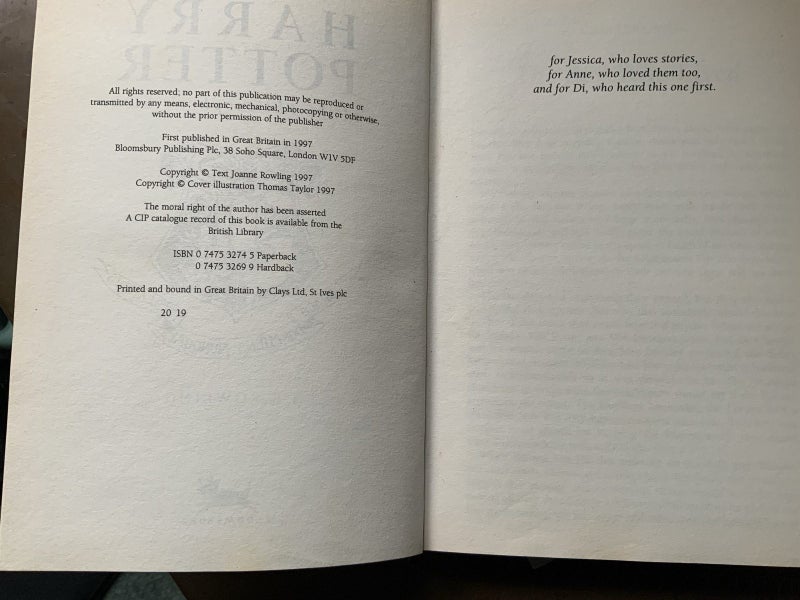 HARRY
POTTER
All rights reserved; no part of this publication may be reproduced or
transmitted by any means, electronic, mechanical, photocopying or otherwise,
without the prior permission of the publisher
First published in Great Britain in 1997
Bloomsbury Publishing Plc, 38 Soho Square, London W1V 5DF
Copyright © Text Joanne Rowling 1997
Copyright © Cover illustration Thomas Taylor 1997
The moral right of the author has been asserted
A CIP catalogue record of this book is available from the
British Library
ISBN 0 7475 3274 5 Paperback
0 7475 3269 9 Hardback
Printed and bound in Great Britain by Clays Ltd, St Ives plc
20 19
for Jessica, who loves stories,
for Anne, who loved them too,
and for Di, who heard this one first.